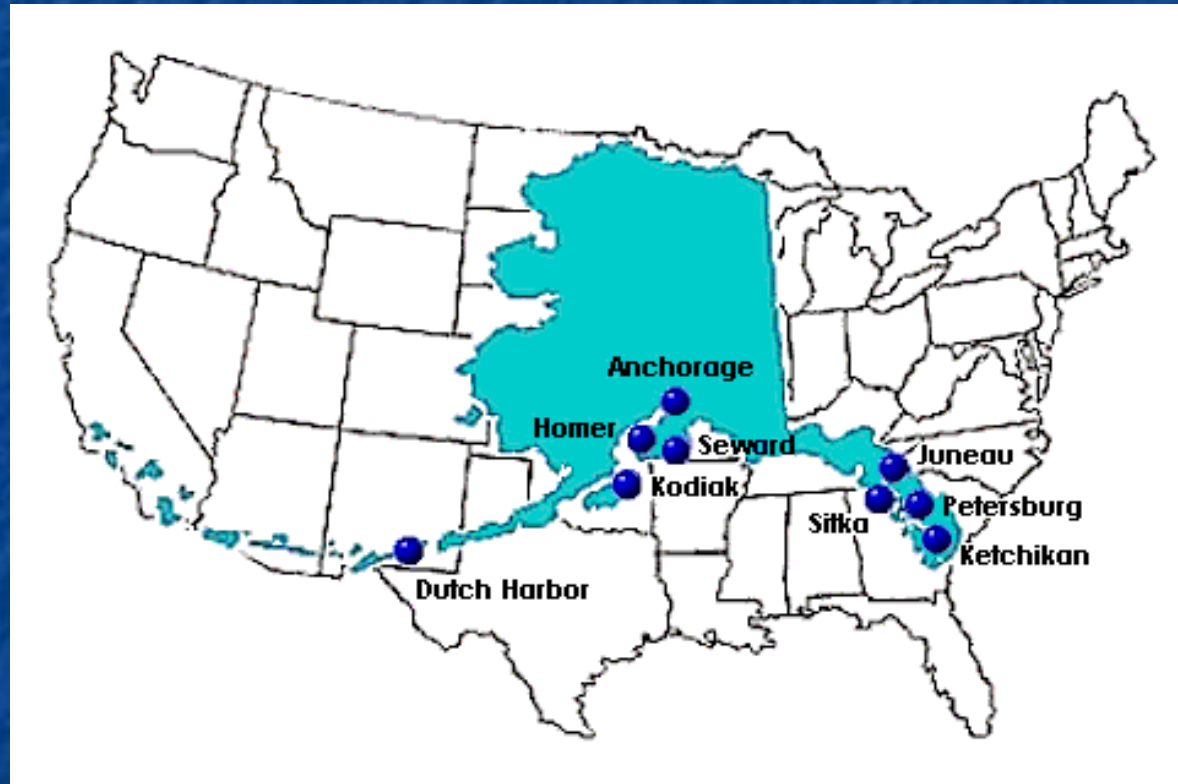 Anchorage
Homer
Seward
Juneau
Kodiak
Sitka
Petersburg
Ketchikan
Dutch Harbor